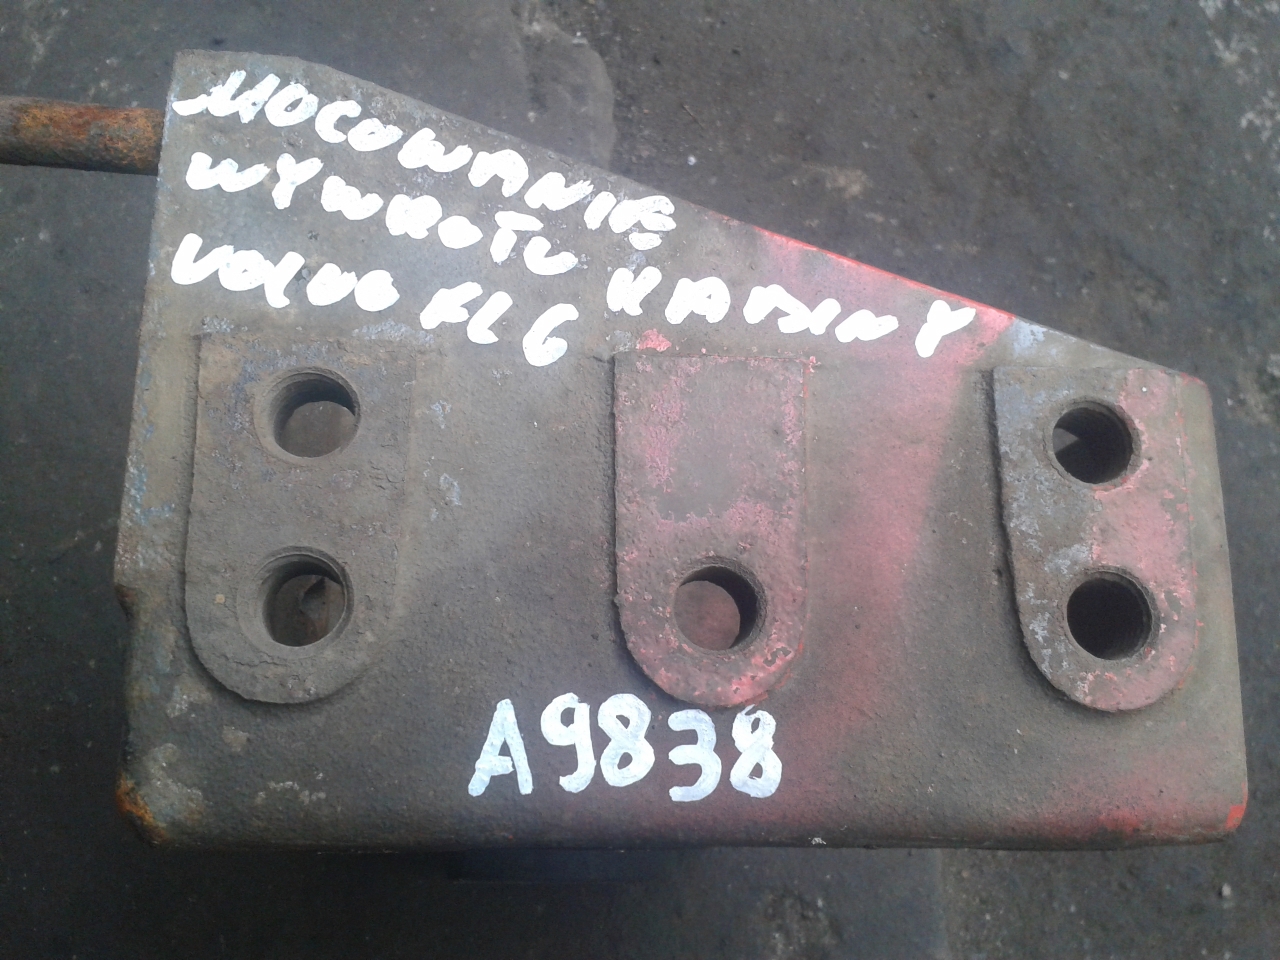 MOCOWANIE
WYWROTU KABINY
VOLVO FL6
A9838